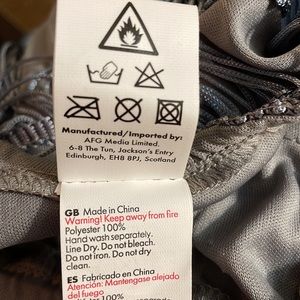 Manufactured/Imported by:
AFG Media Limited.
6-8 The Tun, Jackson's Entry
Edinburgh, EH8 8PJ, Scotland
GB Made in China
Warning! Keep away from fire
Polyester 100%
Hand wash separately.
Line Dry. Do not bleach.
Do not iron. Do not dry
clean.
ES Fabricado en China
Atención: Mantengase alejado
del fuego
100%